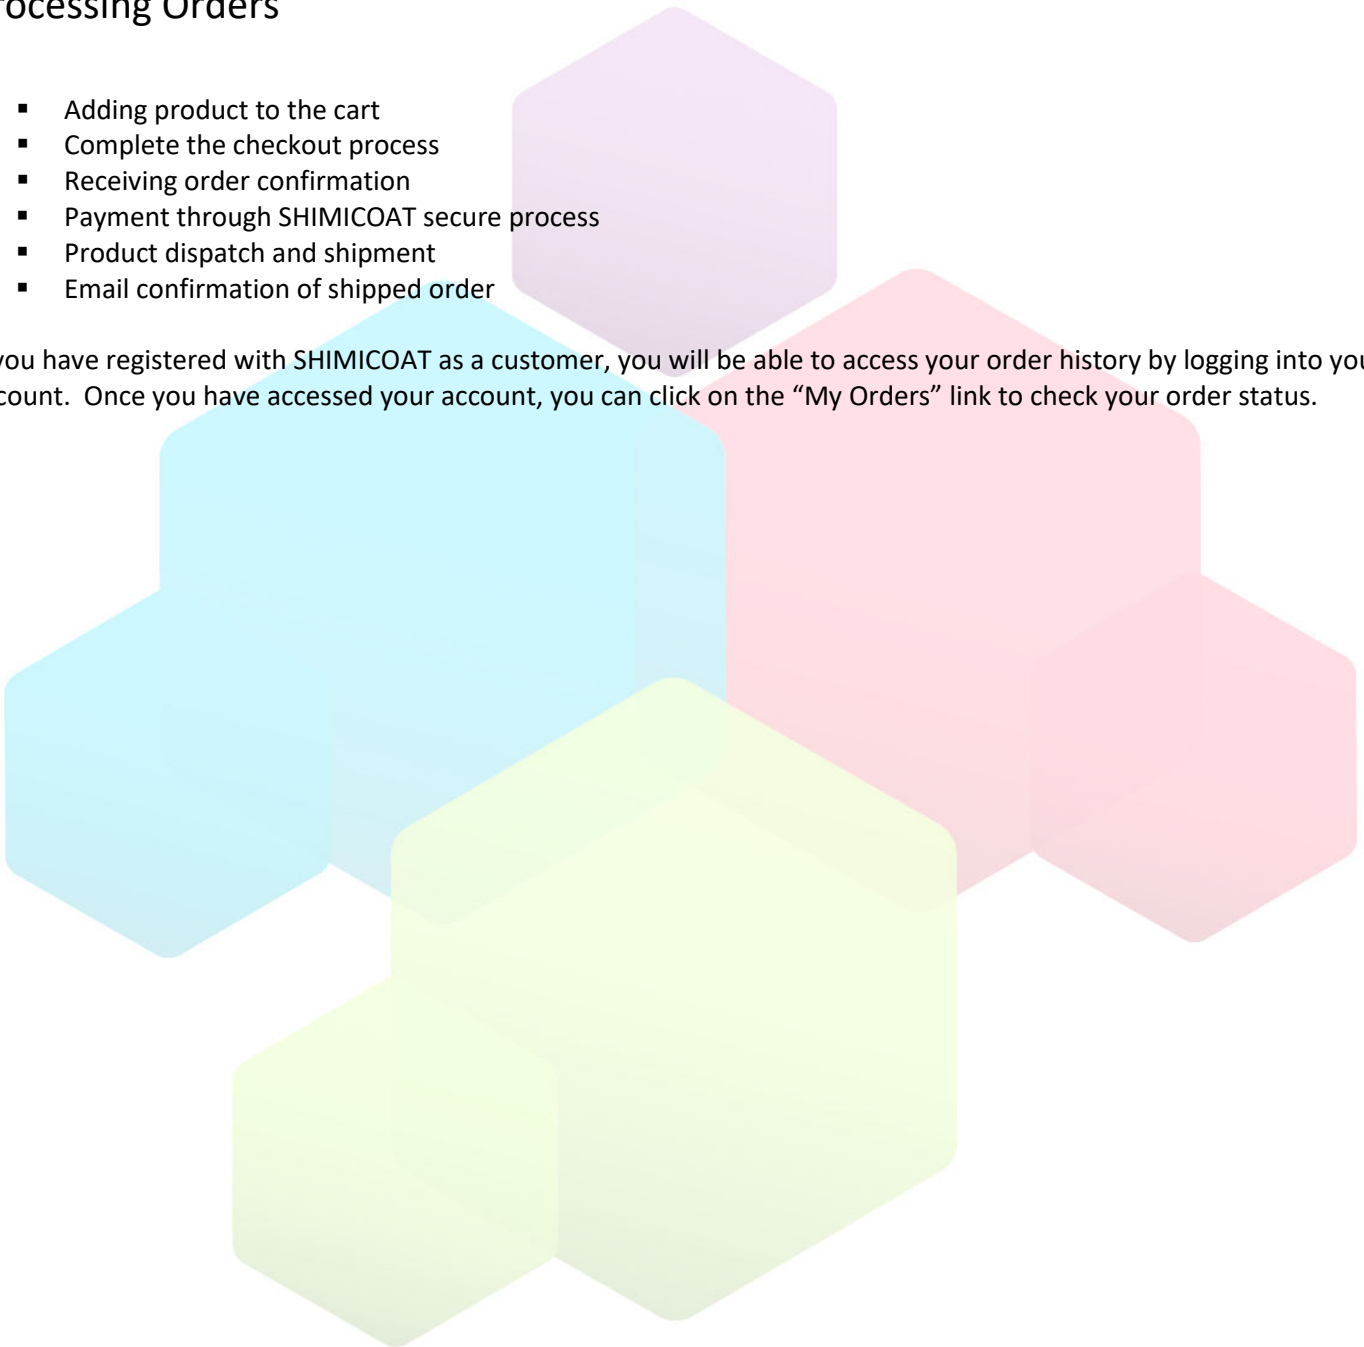 rocessing Orders
▪ Adding product to the cart
▪ Complete the checkout process
▪ Receiving order confirmation
▪ Payment through SHIMICOAT secure process
▪ Product dispatch and shipment
▪ Email confirmation of shipped order
you have registered with SHIMICOAT as a customer, you will be able to access your order history by logging into you
count.  Once you have accessed your account, you can click on the “My Orders” link to check your order status.